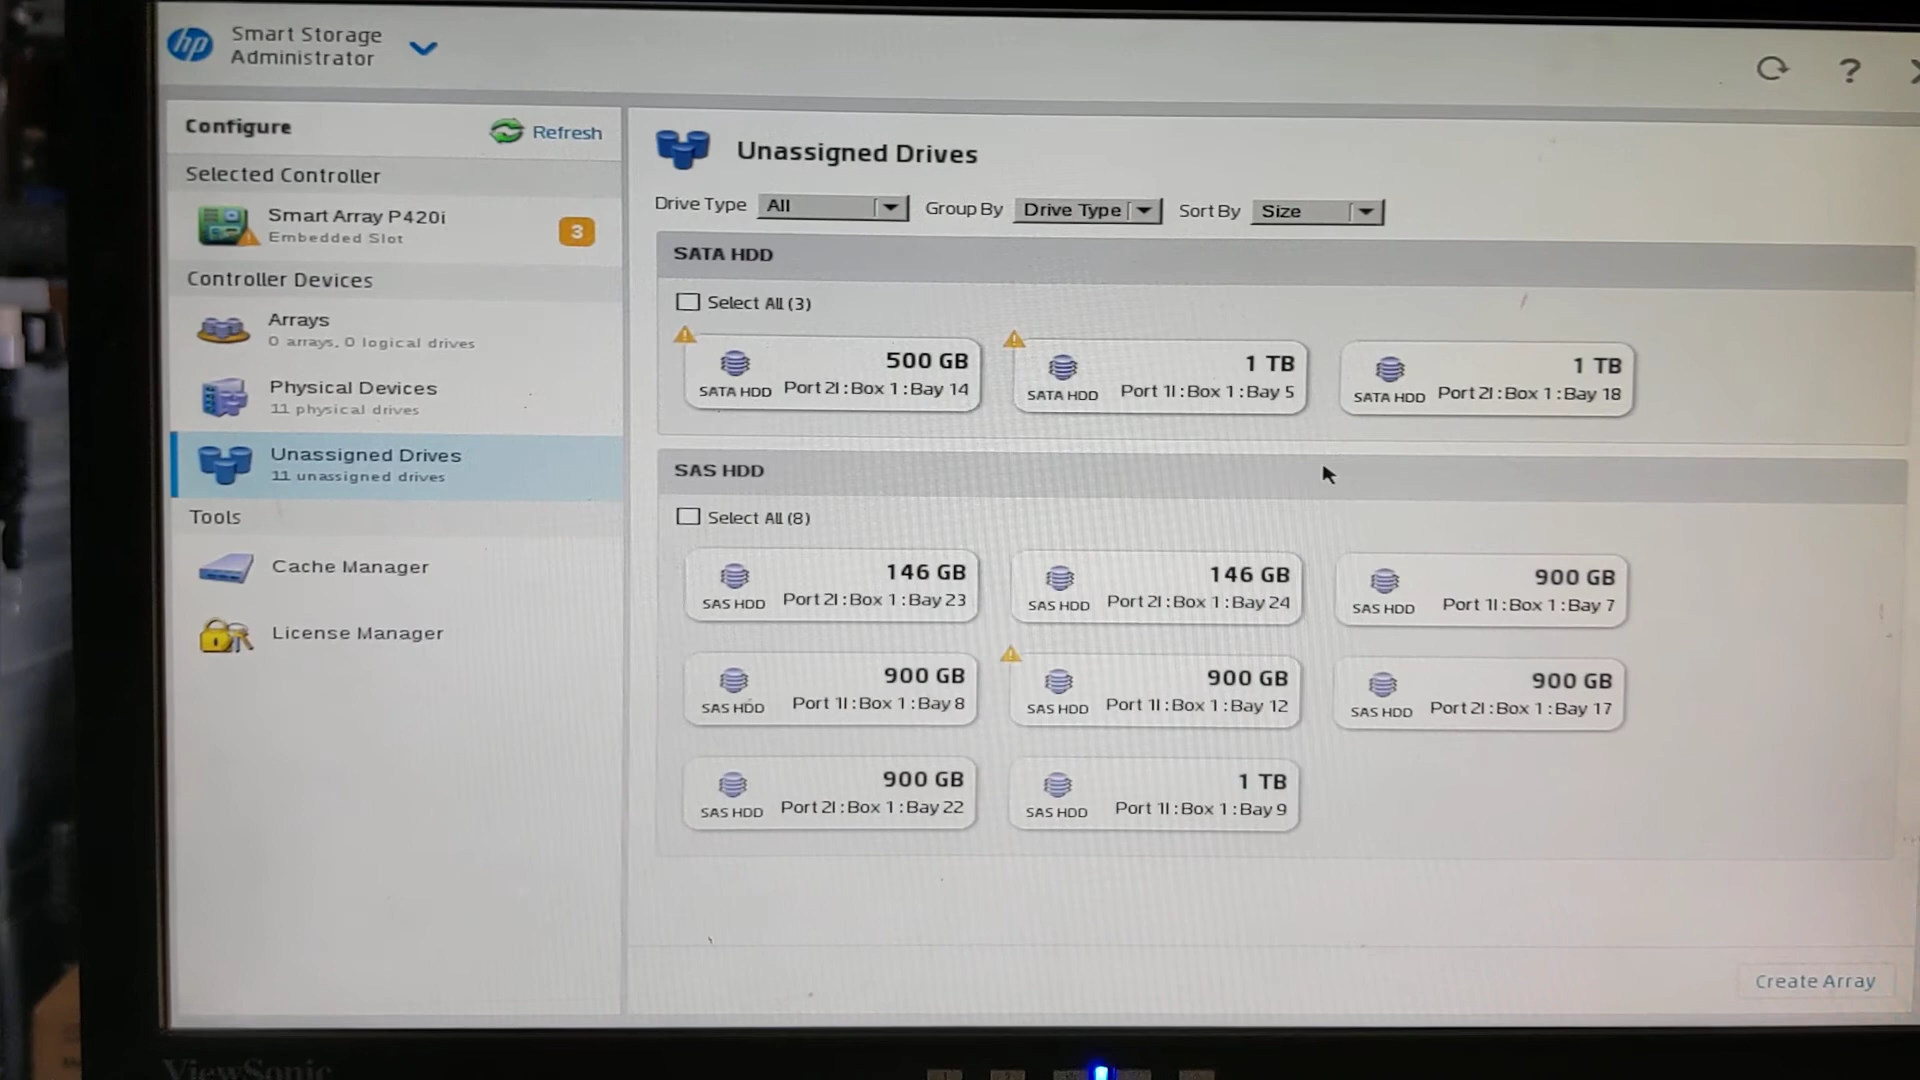 hp
Smart Storage
Administrator
?
Configure
Refresh
Selected Controller
Smart Array P420i
Embedded Slot
3
Controller Devices
Arrays
0 arrays, 0 logical drives
Physical Devices
11 physical drives
Unassigned Drives
11 unassigned drives
Tools
Cache Manager
License Manager
Unassigned Drives
Drive Type All Group By Drive Type Sort By Size
SATA HDD
Select All (3)
500 GB
SATA HDD Port 2I : Box 1 : Bay 14
1 TB
SATA HDD Port 1I : Box 1 : Bay 5
1 TB
SATA HDD Port 2I : Box 1 : Bay 18
SAS HDD
Select All (8)
146 GB
SAS HDD Port 2I : Box 1 : Bay 23
146 GB
SAS HDD Port 2I : Box 1 : Bay 24
900 GB
SAS HDD Port 1I : Box 1 : Bay 7
900 GB
SAS HDD Port 1I : Box 1 : Bay 8
900 GB
SAS HDD Port 1I : Box 1 : Bay 12
900 GB
SAS HDD Port 2I : Box 1 : Bay 17
900 GB
SAS HDD Port 2I : Box 1 : Bay 22
1 TB
SAS HDD Port 1I : Box 1 : Bay 9
Create Array
ViewSonic